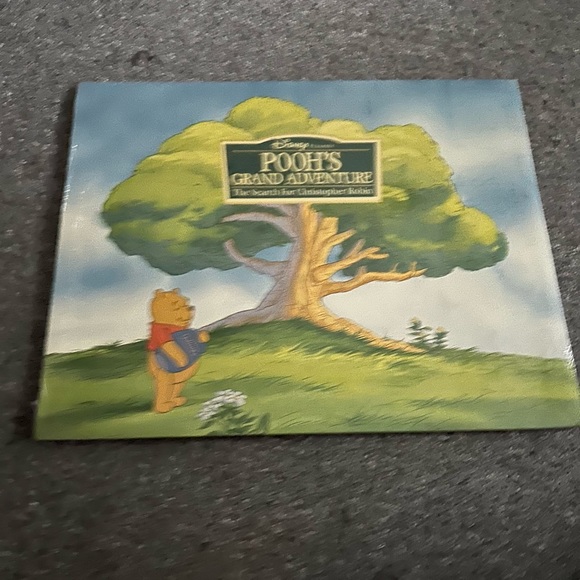 Disney
POOH'S
GRAND ADVENTURE
The Search For Christopher Robin